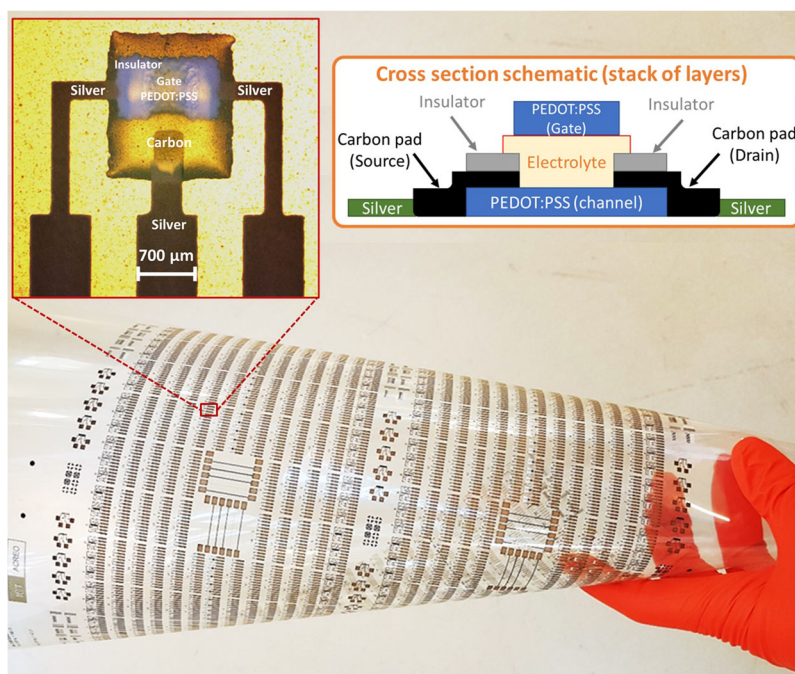 Insulator
Gate
PEDOT:PSS
Silver
Silver
Carbon
Silver
700 µm
Cross section schematic (stack of layers)
Insulator
PEDOT:PSS
(Gate)
Insulator
Carbon pad
(Source)
Carbon pad
(Drain)
Electrolyte
Silver
PEDOT:PSS (channel)
Silver